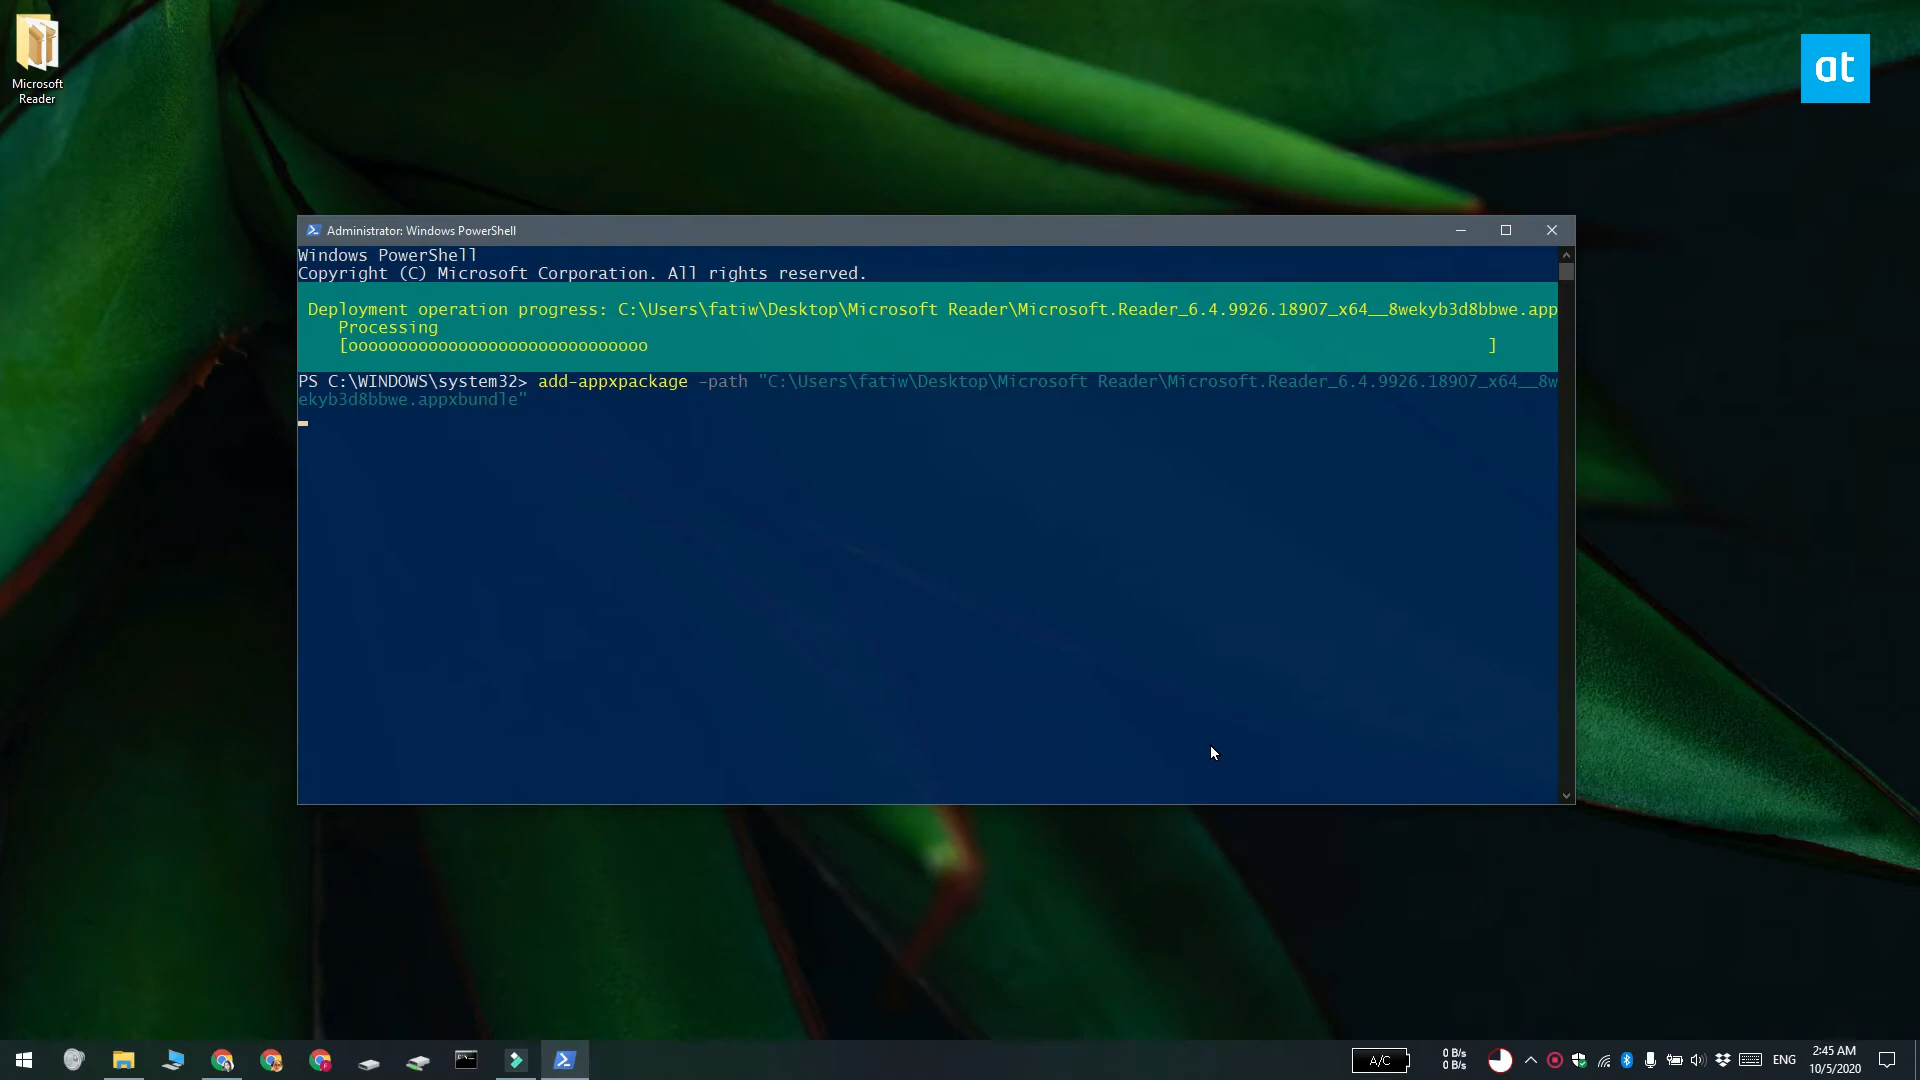 Microsoft
Reader
at
Administrator: Windows PowerShell
Windows PowerShell
Copyright (C) Microsoft Corporation. All rights reserved.
Deployment operation progress: C:\Users\fatiw\Desktop\Microsoft Reader\Microsoft.Reader_6.4.9926.18907_x64__8wekyb3d8bbwe.app
Processing
[oooooooooooooooooooooooooooooo ]
PS C:\WINDOWS\system32> add-appxpackage -path "C:\Users\fatiw\Desktop\Microsoft Reader\Microsoft.Reader_6.4.9926.18907_x64__8w
ekyb3d8bbwe.appxbundle"
A/C
0 B/s
0 B/s
ENG
2:45 AM
10/5/2020